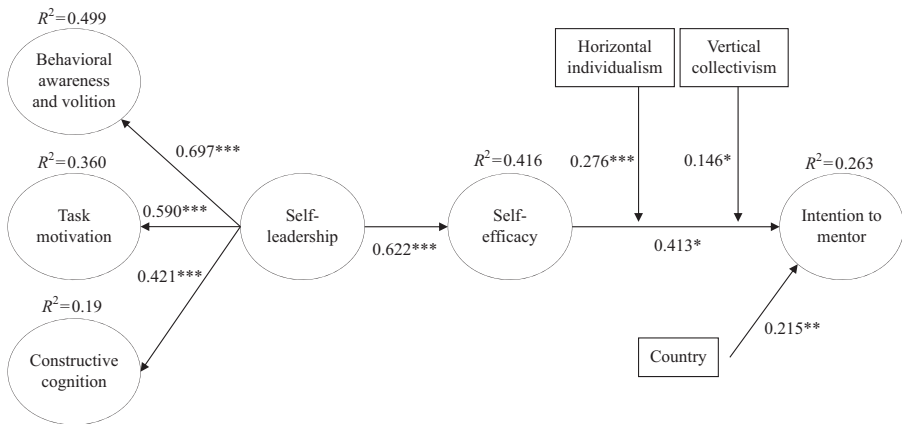 R²=0.499
Behavioral
awareness
and volition
0.697***
R²=0.360
Task
motivation
0.590***
0.421***
R²=0.19
Constructive
cognition
Self-
leadership
0.622***
R²=0.416
Self-
efficacy
Horizontal
individualism
0.276***
Vertical
collectivism
0.146*
0.413*
R²=0.263
Intention to
mentor
Country
0.215**